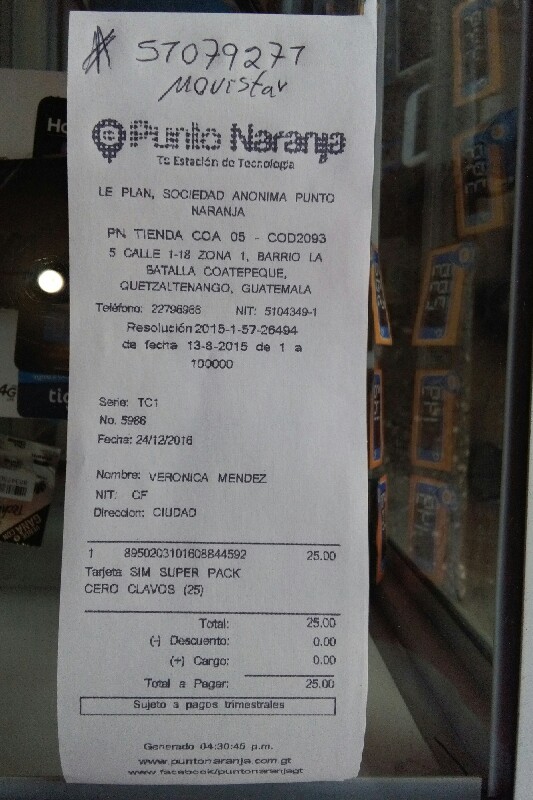 # 51079271
Movistar
Punto Naranja
Tu Estación de Tecnología
LE PLAN, SOCIEDAD ANONIMA PUNTO
NARANJA
PN TIENDA COA 05 - COD2093
5 CALLE 1-18 ZONA 1, BARRIO LA
BATALLA COATEPEQUE,
QUETZALTENANGO, GUATEMALA
Teléfono: 22796988 NIT: 5104349-1
Resolución 2015-1-57-26494
de fecha 13-8-2015 de 1 a
100000
Serie: TC1
No. 5986
Fecha: 24/12/2016
Nombre: VERONICA MENDEZ
NIT: CF
Direccion: CIUDAD
1 8950203101608844592 25.00
Tarjeta SIM SUPER PACK
CERO CLAVOS (25)
Total: 25.00
(-) Descuento: 0.00
(+) Cargo: 0.00
Total a Pagar: 25.00
Sujeto a pagos trimestrales
Generado 04:30:45 p.m.
www.puntonaranja.com.gt
www.facebook/puntonaranjagt
4G
tig